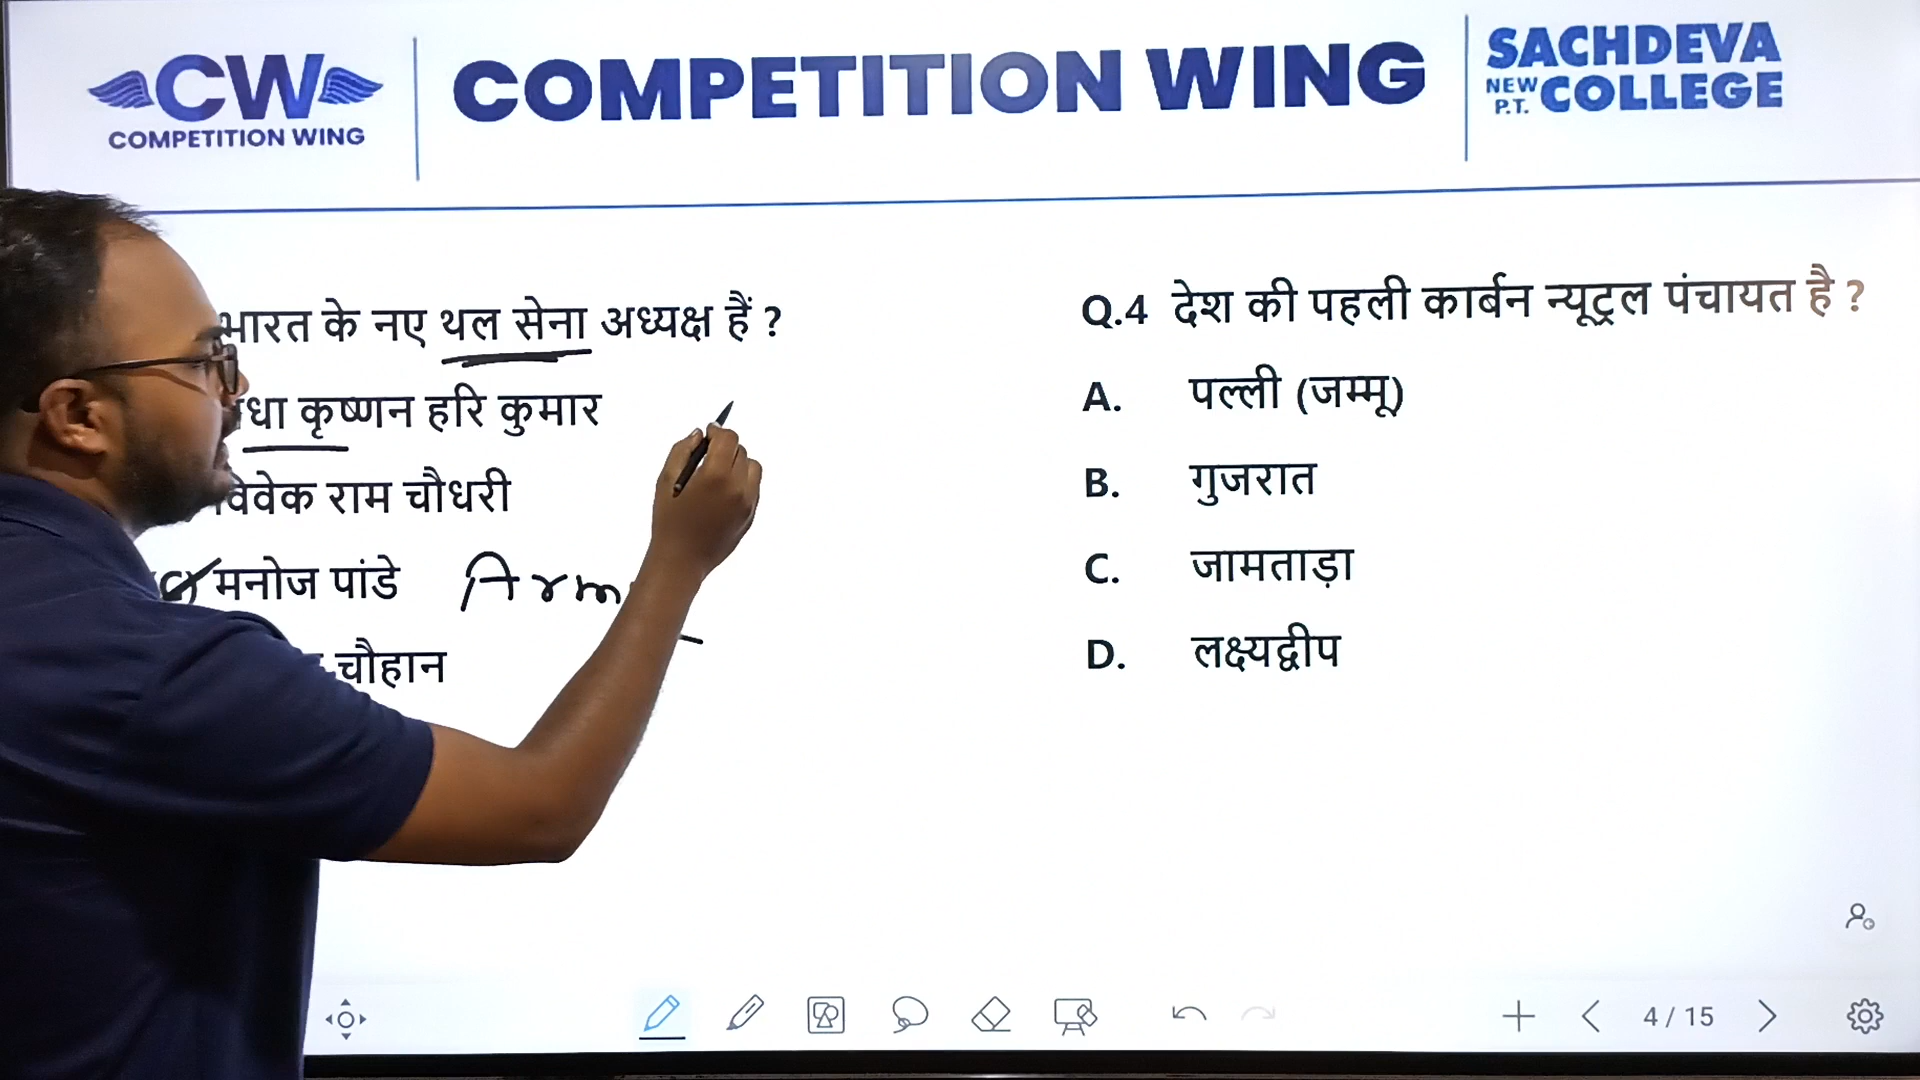 CW
COMPETITION WING
COMPETITION WING
SACHDEVA
NEW P.T. COLLEGE
भारत के नए थल सेना अध्यक्ष हैं ?
कृष्णन हरि कुमार
राम चौधरी
(C) मनोज पांडे
चौहान
Q.4 देश की पहली कार्बन न्यूट्रल पंचायत है ?
A. पल्ली (जम्मू)
B. गुजरात
C. जामताड़ा
D. लक्ष्यद्वीप
4 / 15